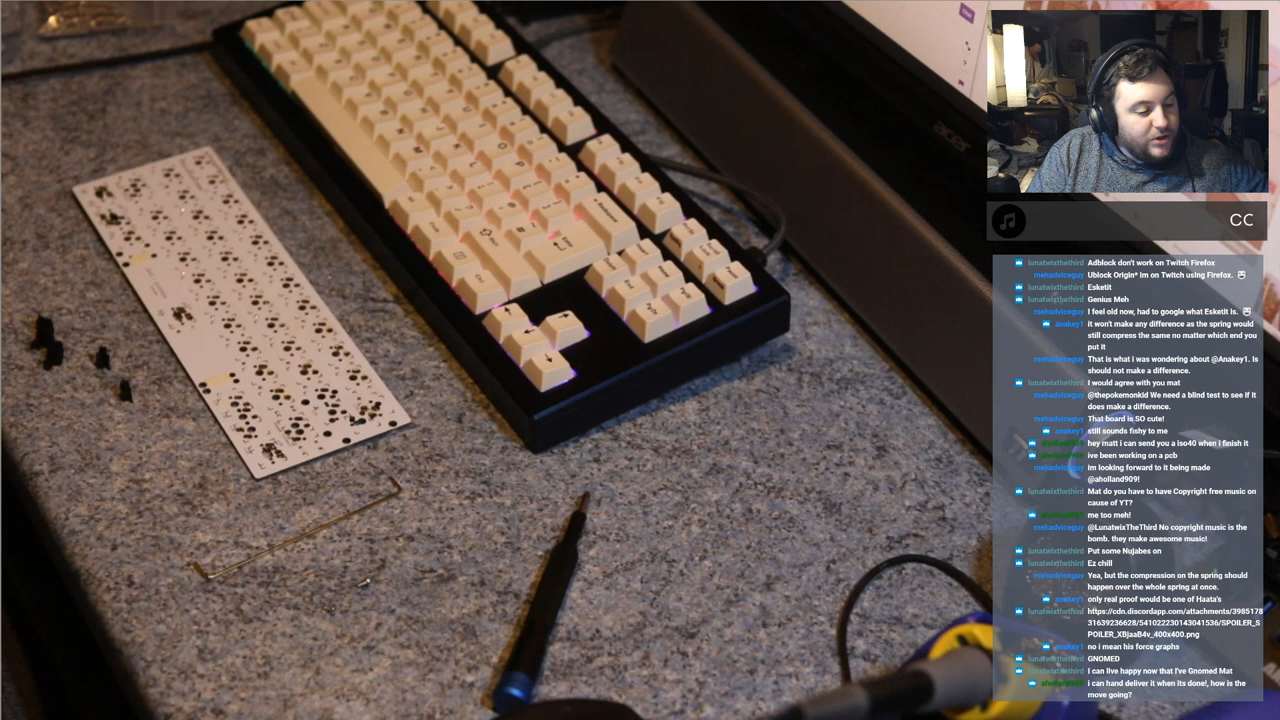 acer
CC
lunatwixthethird Adblock don't work on Twitch Firefox
mehadviceguy Ublock Origin* im on Twitch using Firefox.
lunatwixthethird Esketit
lunatwixthethird Genius Meh
mehadviceguy I feel old, had to google what Esketit Is.
anakey1 it won't make any difference as the spring would
still compress the same no matter which end you
put it
mehadviceguy That is what i was wondering about @Anakey1. Is
should not make a difference.
lunatwixthethird I would agree with you mat
mehadviceguy @thepokemonkid We need a blind test to see if it
does make a difference.
mehadviceguy That board is SO cute!
anakey1 still sounds fishy to me
aholland909 hey matt i can send you a iso40 when i finish it
aholland909 ive been working on a pcb
mehadviceguy Im looking forward to it being made
@aholland909!
lunatwixthethird Mat do you have to have Copyright free music on
cause of YT?
aholland909 me too meh!
mehadviceguy @LunatwixTheThird No copyright music is the
bomb. they make awesome music!
lunatwixthethird Put some Nujabes on
lunatwixthethird Ez chill
mehadviceguy Yea, but the compression on the spring should
happen over the whole spring at once.
anakey1 only real proof would be one of Haata's
lunatwixthethird https://cdn.discordapp.com/attachments/3985178
31639236628/541022230143041536/SPOILER_S
POILER_XBjaaB4v_400x400.png
anakey1 no i mean his force graphs
lunatwixthethird GNOMED
lunatwixthethird I can live happy now that I've Gnomed Mat
aholland909 i can hand deliver it when its done!, how is the
move going?